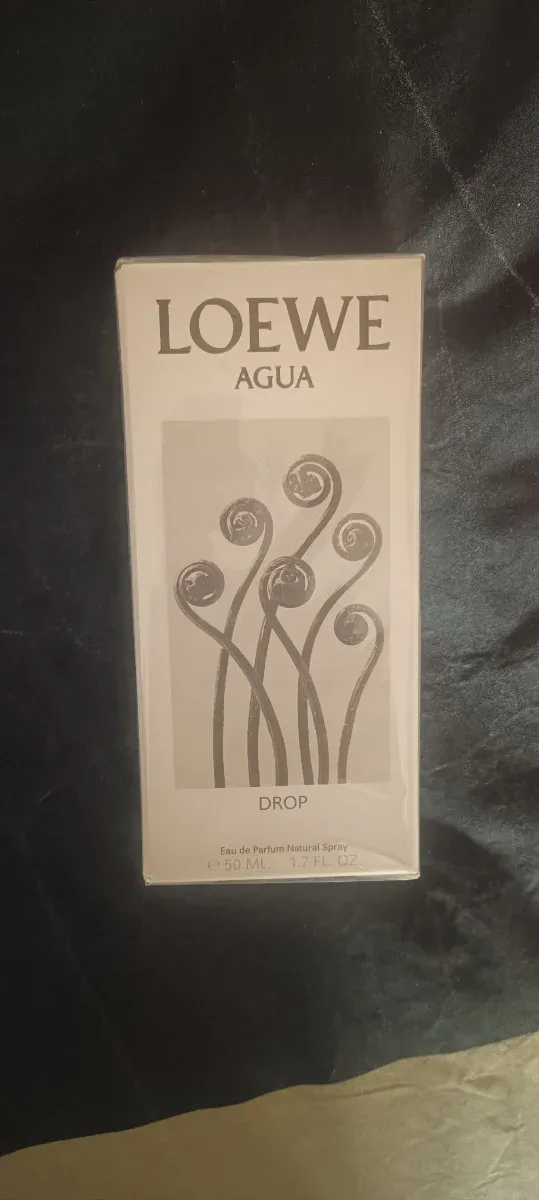 LOEWE
AGUA
DROP
Eau de Parfum Natural Spray
℮ 50 ML. 1.7 FL. OZ.